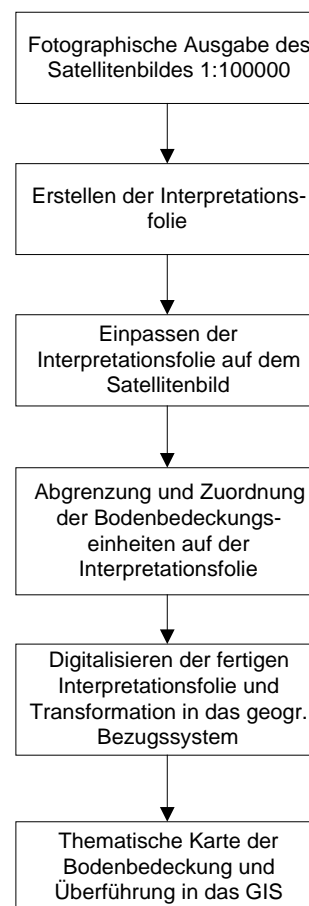 Fotographische Ausgabe des
Satellitenbildes 1:100000
Erstellen der Interpretations-
folie
Einpassen der
Interpretationsfolie auf dem
Satellitenbild
Abgrenzung und Zuordnung
der Bodenbedeckungs-
einheiten auf der
Interpretationsfolie
Digitalisieren der fertigen
Interpretationsfolie und
Transformation in das geogr.
Bezugssystem
Thematische Karte der
Bodenbedeckung und
Überführung in das GIS